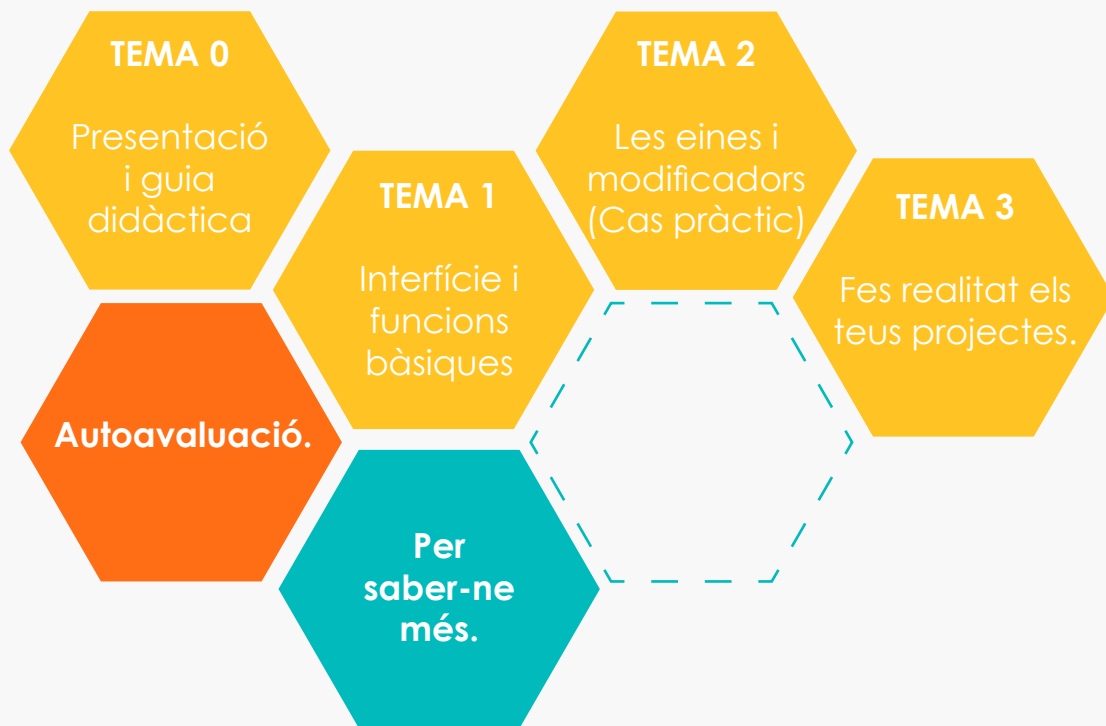 TEMA 0
Presentació
i guia
didàctica
TEMA 1
Interfície i
funcions
bàsiques
TEMA 2
Les eines i
modificadors
(Cas pràctic)
TEMA 3
Fes realitat els
teus projectes.
Autoavaluació.
Per
saber-ne
més.